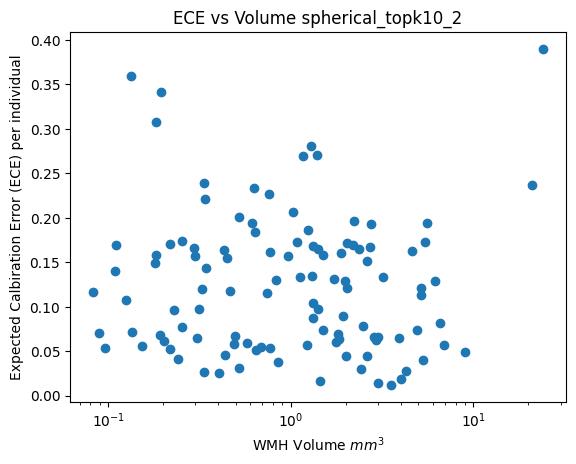 ECE vs Volume spherical_topk10_2
Expected Calbiration Error (ECE) per individual
0.40
0.35
0.30
0.25
0.20
0.15
0.10
0.05
0.00
10⁻¹ 10⁰ 10¹
WMH Volume mm³